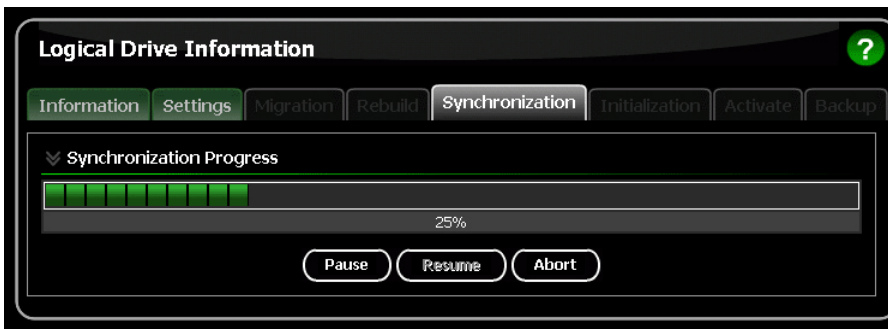 Logical Drive Information
?
Information Settings Migration Rebuild Synchronization Initialization Activate Backup
Synchronization Progress
25%
Pause Resume Abort